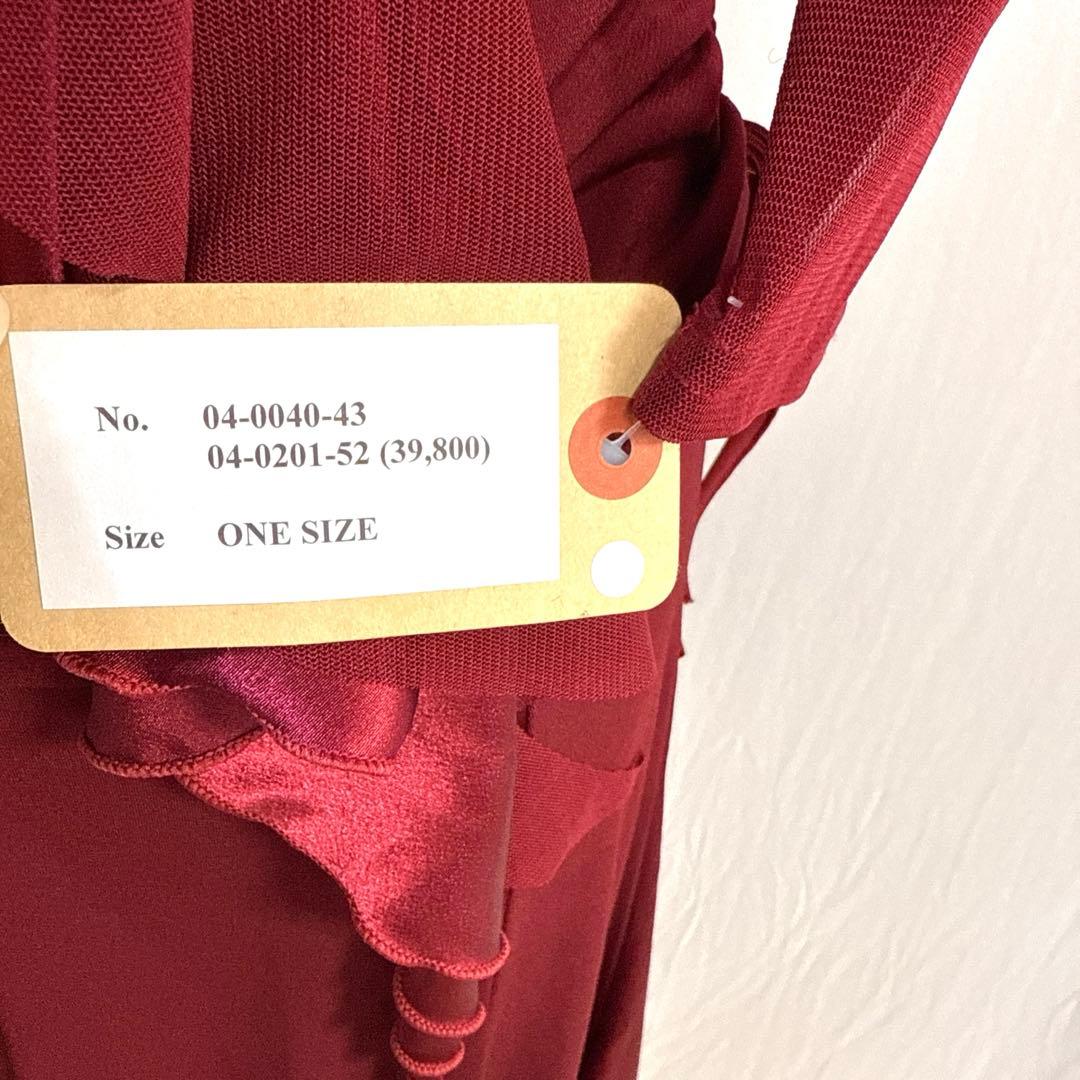 No. 04-0040-43
04-0201-52 (39,800)
Size ONE SIZE